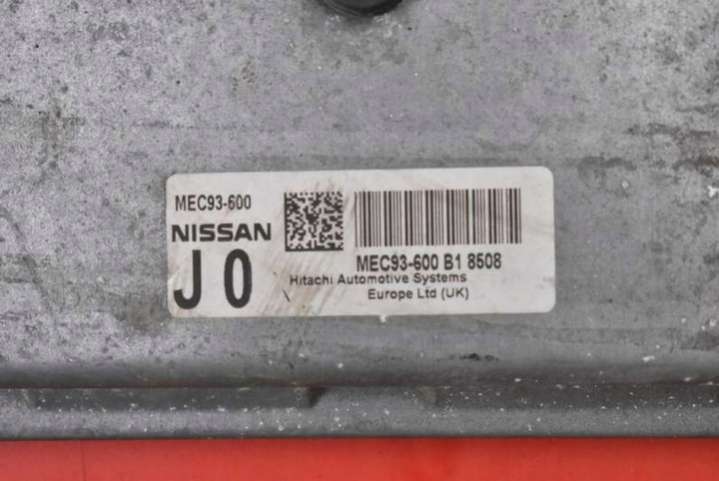 MEC93-600
NISSAN
J 0
MEC93-600 B1 8508
Hitachi Automotive Systems
Europe Ltd (UK)